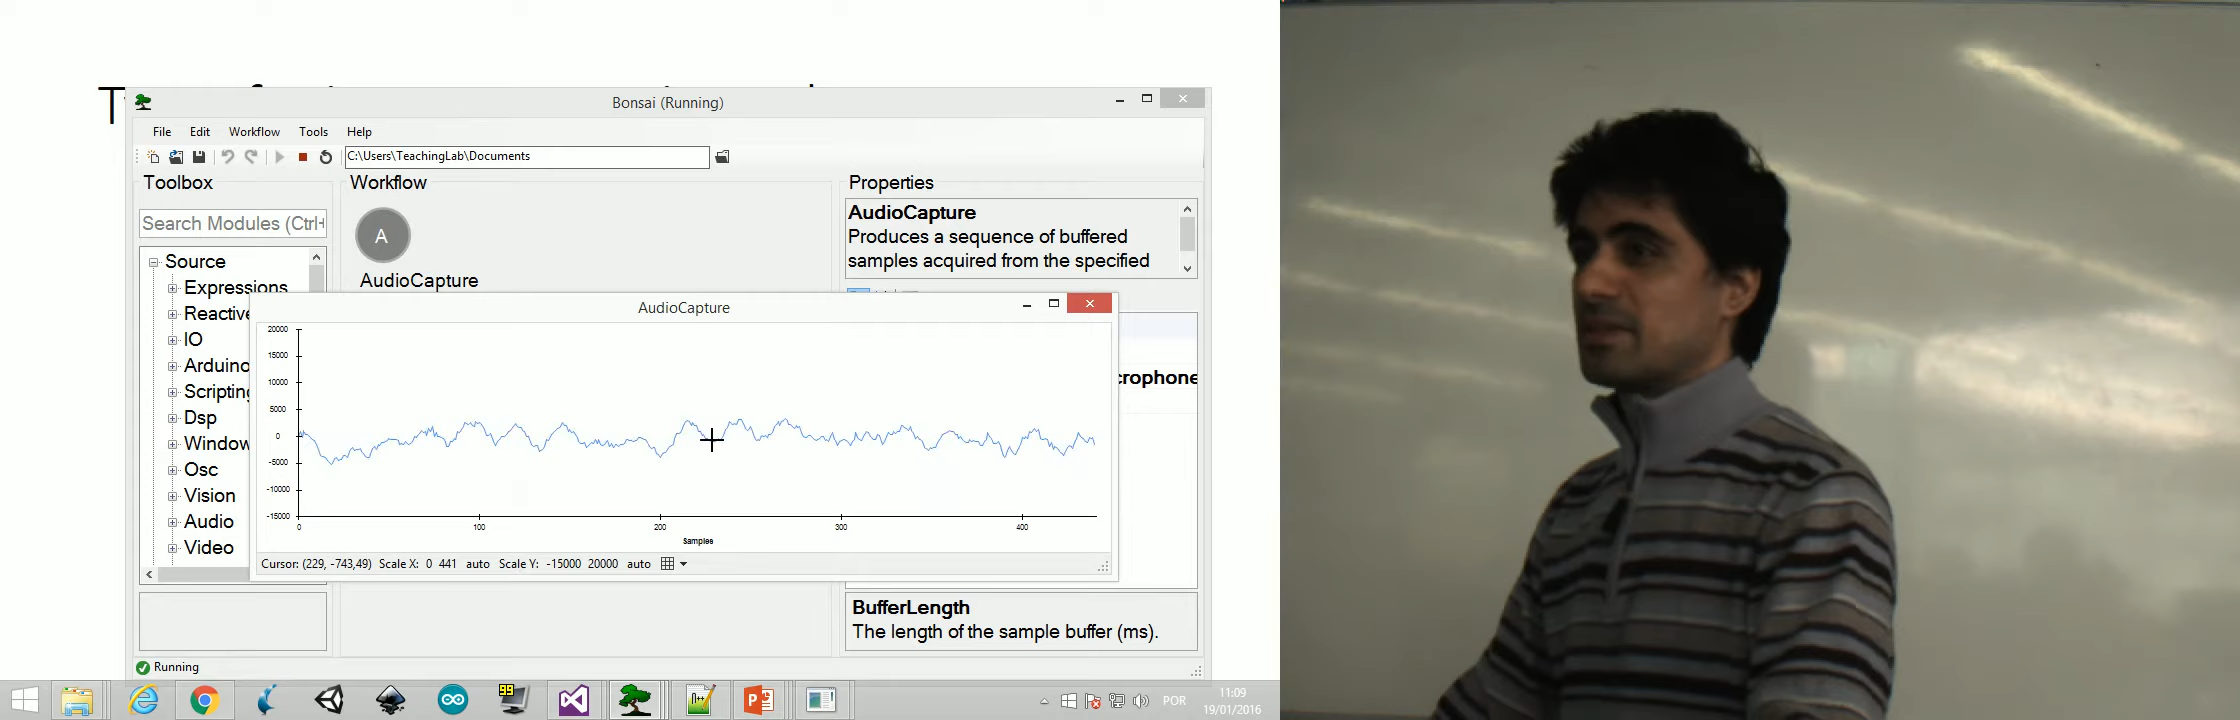 Bonsai (Running)
File Edit Workflow Tools Help
C:\Users\TeachingLab\Documents
Toolbox
Workflow
Properties
Search Modules (Ctrl+
A
AudioCapture
AudioCapture
Produces a sequence of buffered
samples acquired from the specified
Source
Expressions
Reactive
IO
Arduino
Scripting
Dsp
Window
Osc
Vision
Audio
Video
AudioCapture
20000
15000
10000
5000
0
-5000
-10000
-15000
0 100 200 300 400
Samples
Cursor: (229, -743,49) Scale X: 0 441 auto Scale Y: -15000 20000 auto
crophone
BufferLength
The length of the sample buffer (ms).
Running
99
POR
11:09
19/01/2016